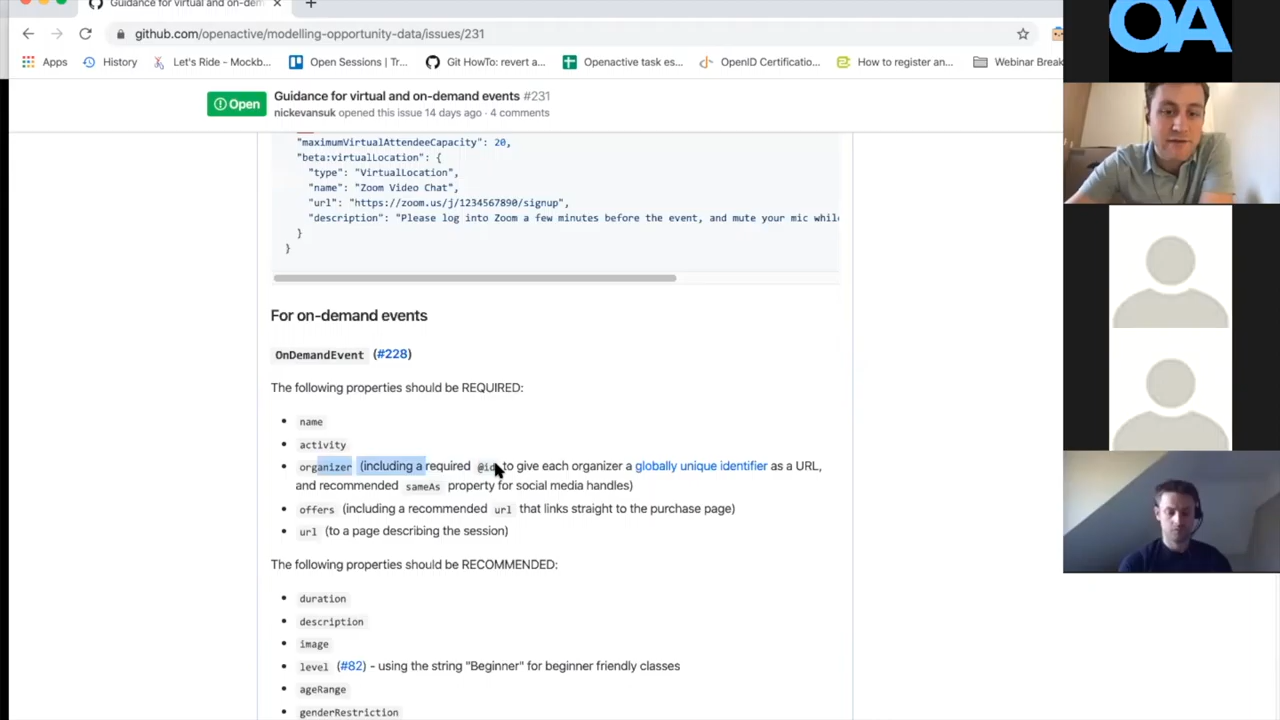 Guidance for virtual and on-dem
github.com/openactive/modelling-opportunity-data/issues/231
Apps
History
Let's Ride - Mockb...
Open Sessions | Tr...
Git HowTo: revert a...
Openactive task es...
OpenID Certificatio...
How to register an...
Webinar Break
OA
Open
Guidance for virtual and on-demand events #231
nickevansuk opened this issue 14 days ago · 4 comments
"maximumVirtualAttendeeCapacity": 20,
"beta:virtualLocation": {
"type": "VirtualLocation",
"name": "Zoom Video Chat",
"url": "https://zoom.us/j/1234567890/signup",
"description": "Please log into Zoom a few minutes before the event, and mute your mic while
}
}
For on-demand events
OnDemandEvent (#228)
The following properties should be REQUIRED:
• name
• activity
• organizer (including a required @id to give each organizer a globally unique identifier as a URL,
and recommended sameAs property for social media handles)
• offers (including a recommended url that links straight to the purchase page)
• url (to a page describing the session)
The following properties should be RECOMMENDED:
• duration
• description
• image
• level (#82) - using the string "Beginner" for beginner friendly classes
• ageRange
• genderRestriction